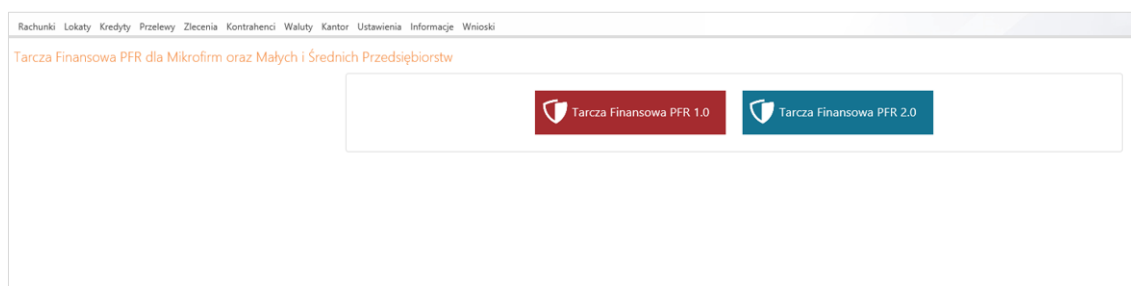 Rachunki Lokaty Kredyty Przelewy Zlecenia Kontrahenci Waluty Kantor Ustawienia Informacje Wnioski
Tarcza Finansowa PFR dla Mikrofirm oraz Małych i Średnich Przedsiębiorstw
Tarcza Finansowa PFR 1.0 Tarcza Finansowa PFR 2.0